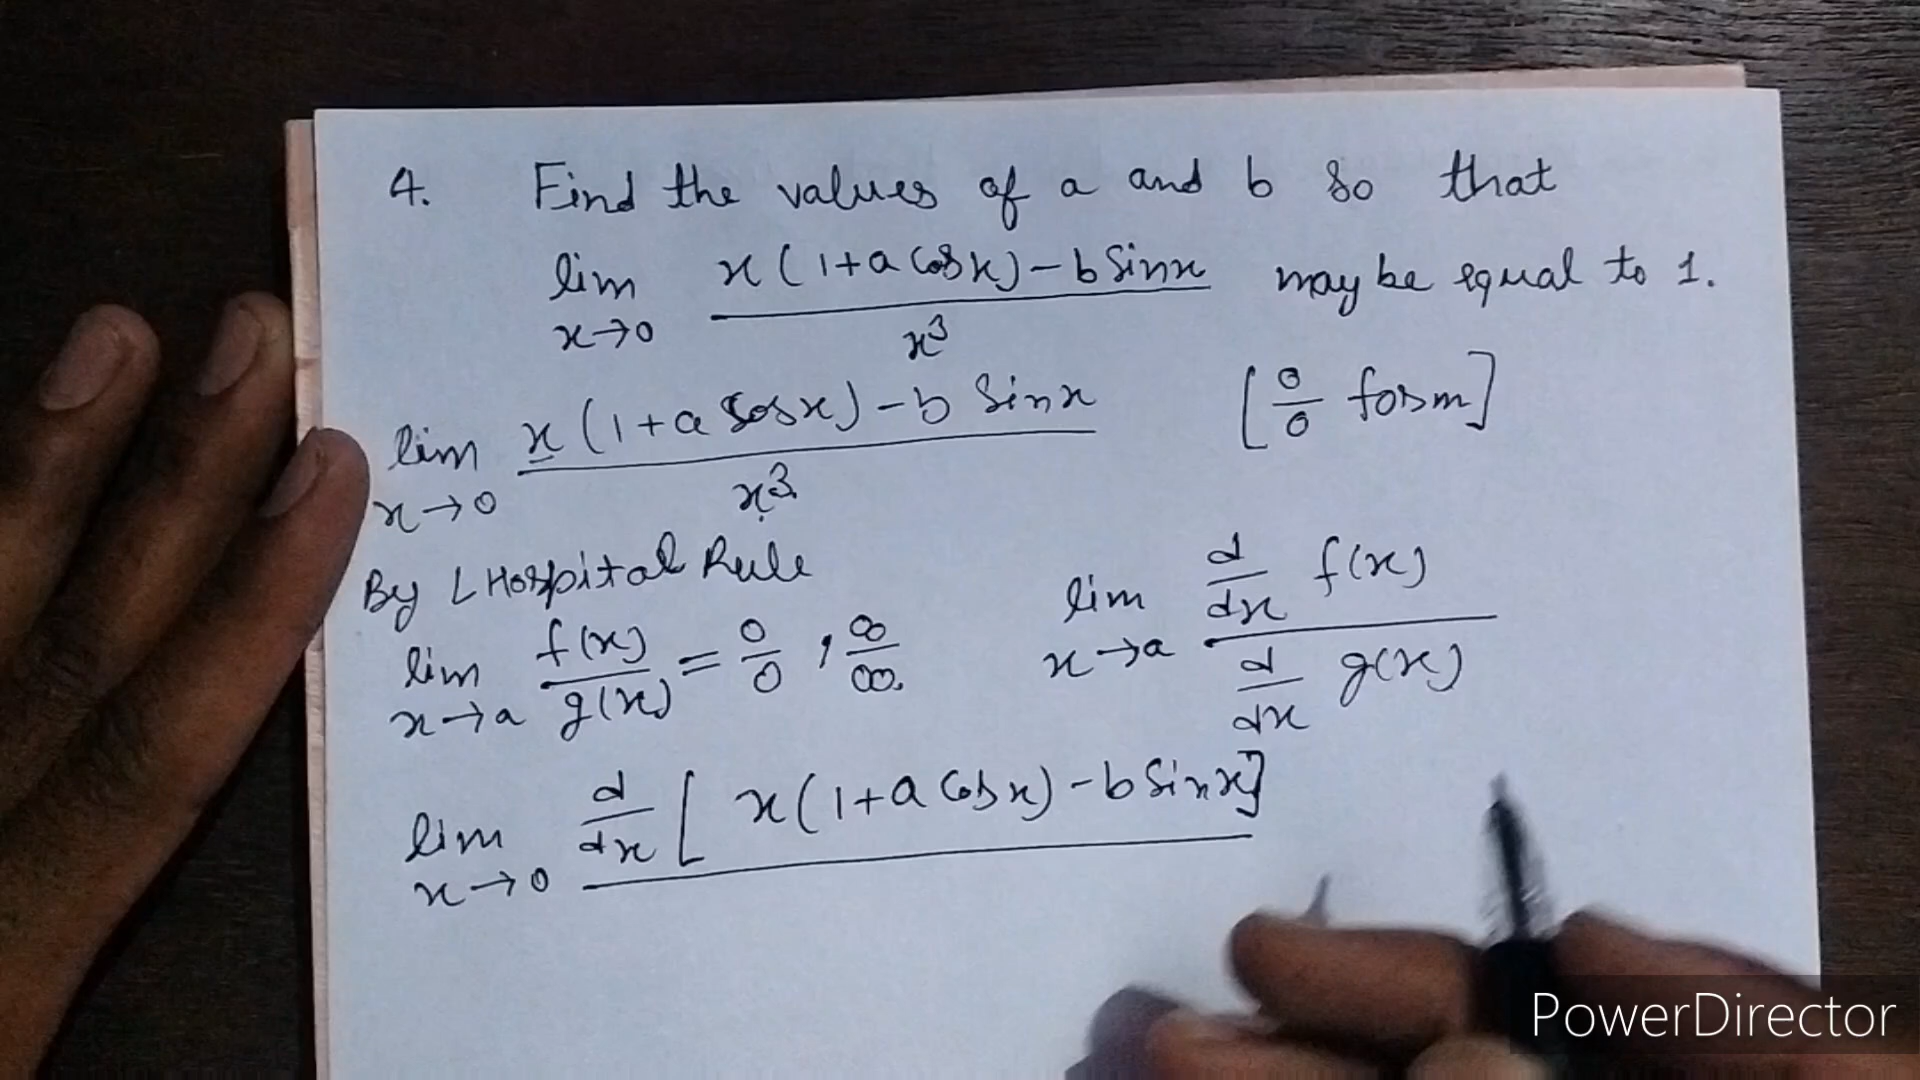 4. Find the values of a and b so that
lim x→0 x(1+a Cos x) - b Sin x / x³ may be equal to 1.
lim x→0 x(1+a Cos x) - b Sin x / x³ [0/0 form]
By L Hospital Rule
lim x→a f(x)/g(x) = 0/0 , ∞/∞. lim x→a d/dx f(x) / d/dx g(x)
lim x→0 d/dx [x(1+a Cos x) - b Sin x]
PowerDirector